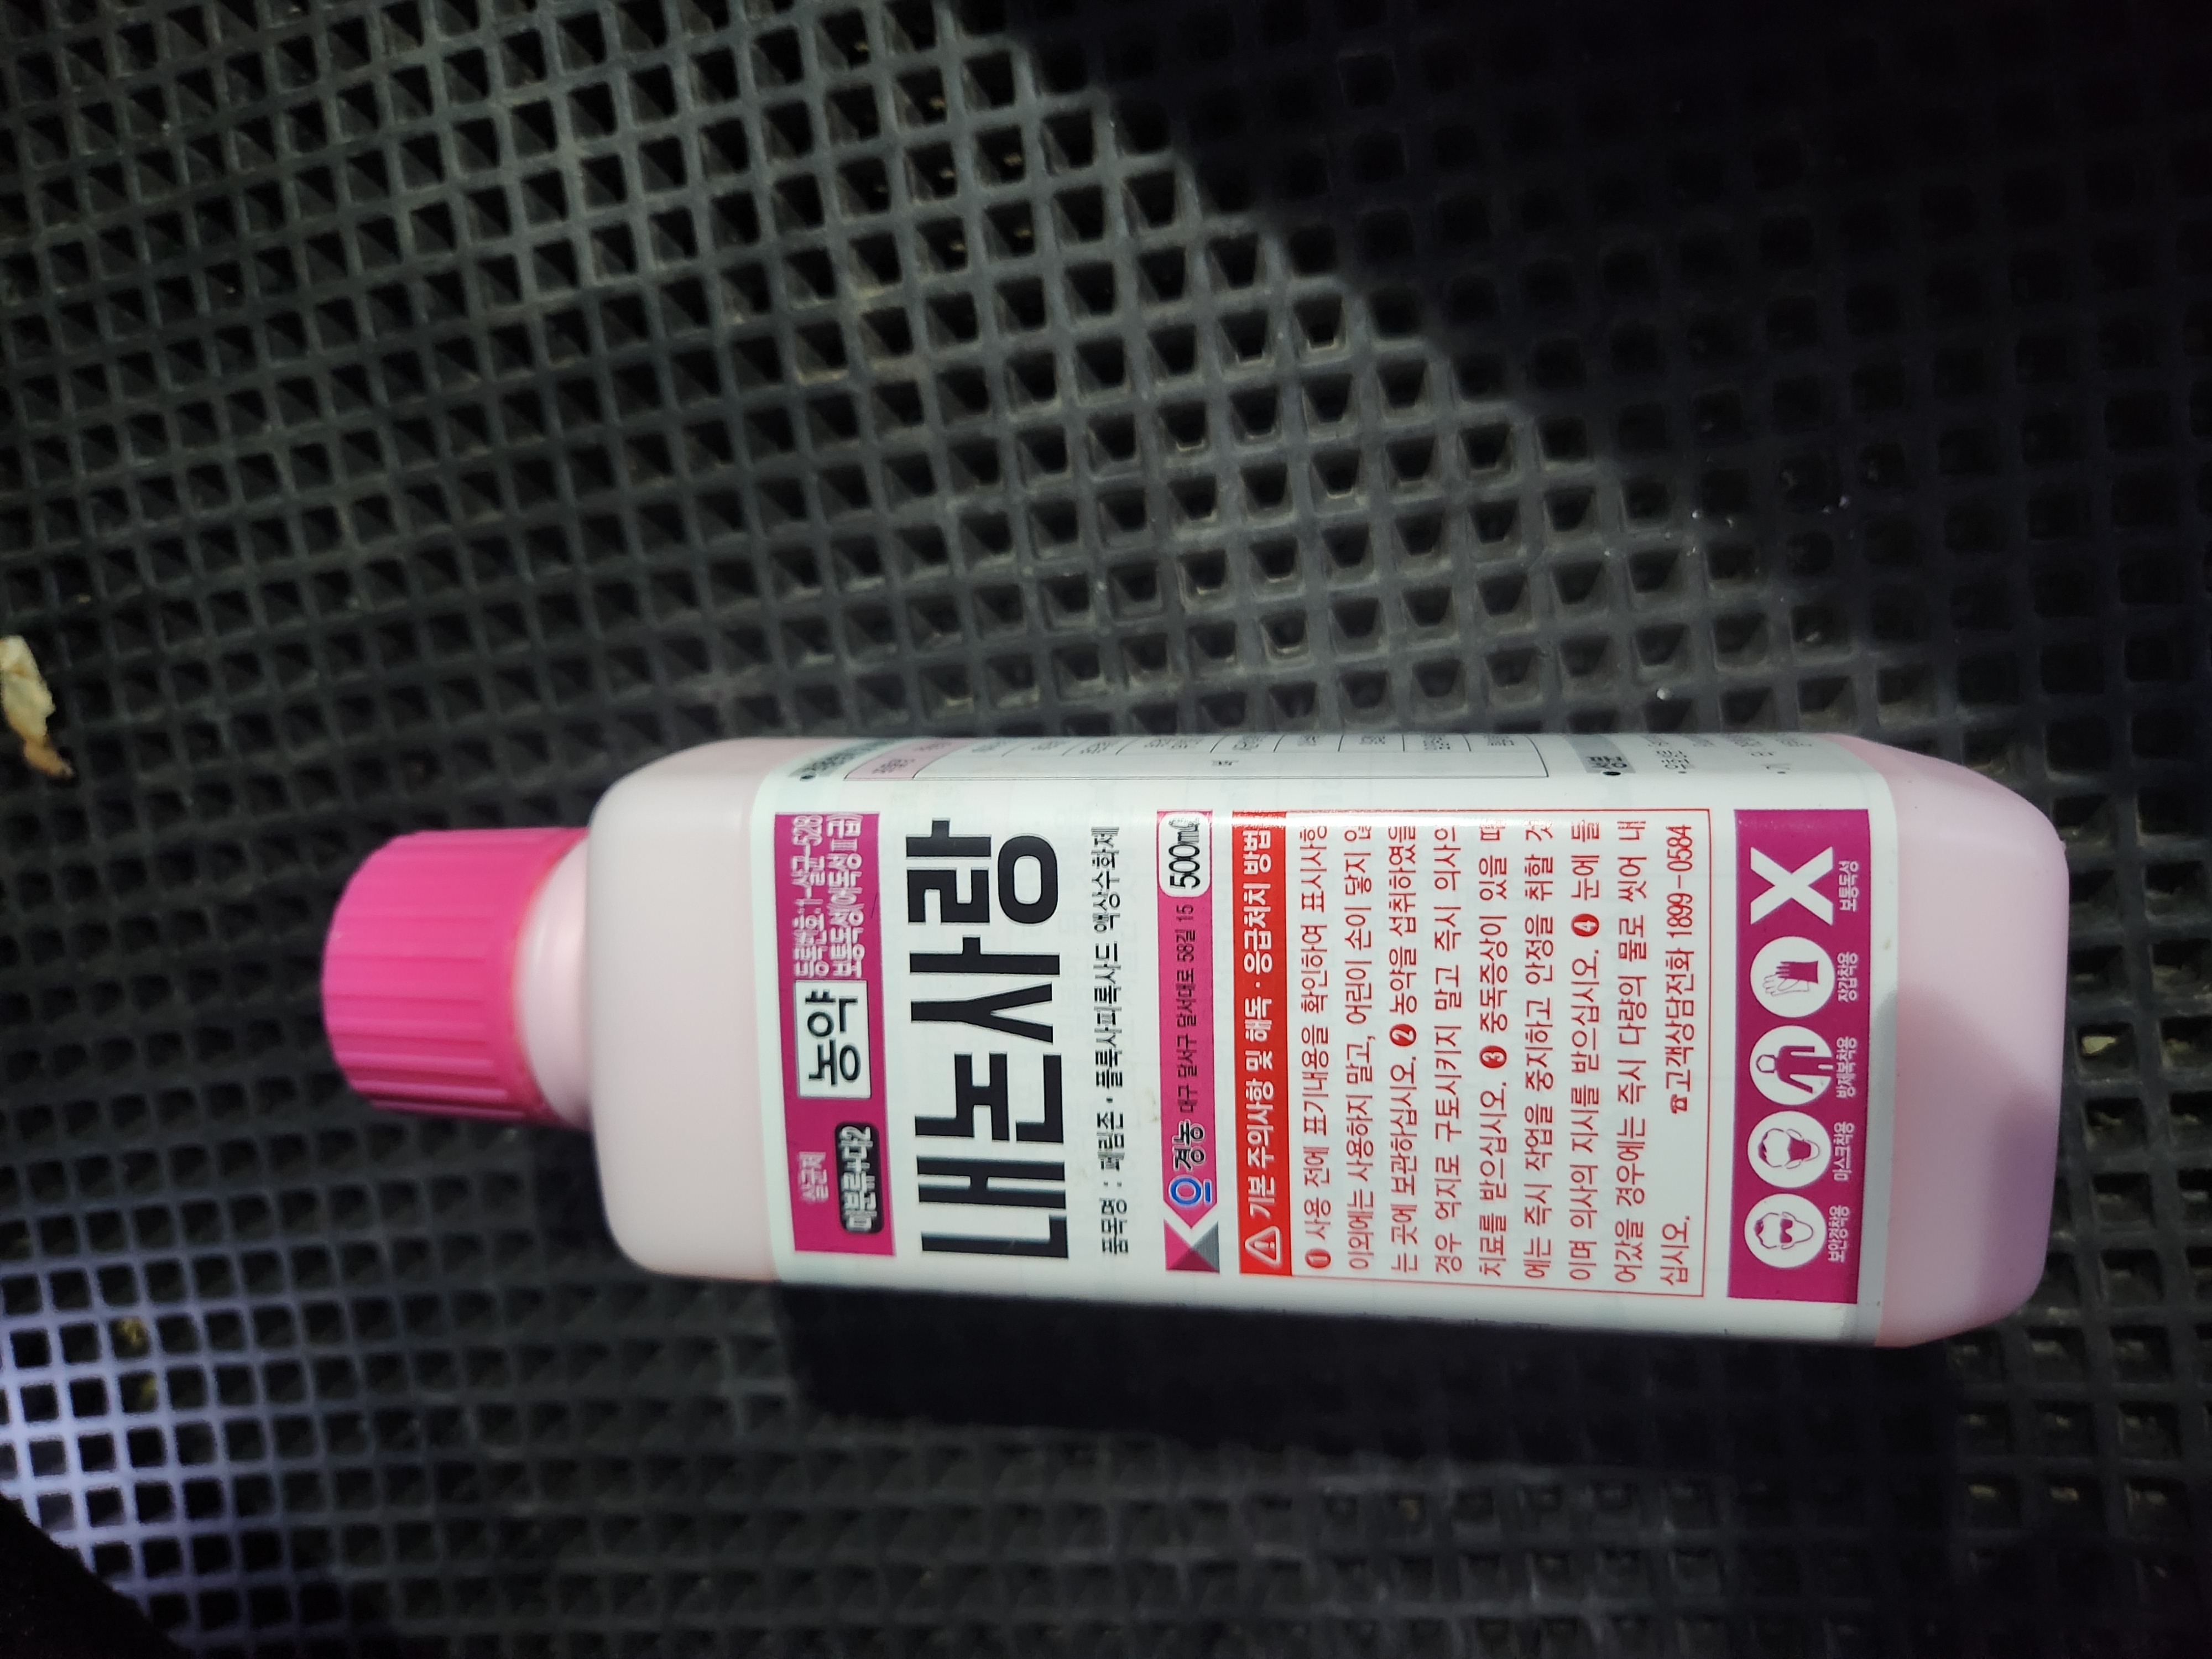 살균제 농약 등록번호:1-살균-528
미분류+다2 보통독성(어독성Ⅲ급)
내논사랑
품목명 : 페림존·플룩사피록사드 액상수화제
경농 대구 달서구 달서대로 58길 15 500mℓ
기본 주의사항 및 해독·응급처치 방법
❶ 사용 전에 표기내용을 확인하여 표시사항
이외에는 사용하지 말고, 어린이 손이 닿지 않
는 곳에 보관하십시오. ❷ 농약을 섭취하였을
경우 억지로 구토시키지 말고 즉시 의사의
치료를 받으십시오. ❸ 중독증상이 있을 때
에는 즉시 작업을 중지하고 안정을 취할 것
이며 의사의 지시를 받으십시오. ❹ 눈에 들
어갔을 경우에는 즉시 다량의 물로 씻어 내
십시오. ☎고객상담전화 1899-0584
보안경착용 마스크착용 방제복착용 장갑착용 보통독성